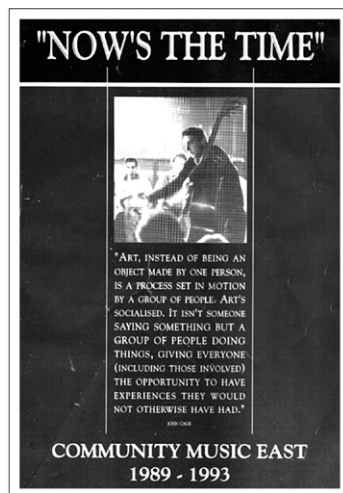 "NOW'S THE TIME"
"ART, INSTEAD OF BEING AN
OBJECT MADE BY ONE PERSON,
IS A PROCESS SET IN MOTION
BY A GROUP OF PEOPLE. ART'S
SOCIALISED. IT ISN'T SOMEONE
SAYING SOMETHING BUT A
GROUP OF PEOPLE DOING
THINGS, GIVING EVERYONE
(INCLUDING THOSE INVOLVED)
THE OPPORTUNITY TO HAVE
EXPERIENCES THEY WOULD
NOT OTHERWISE HAVE HAD."
JOHN CAGE
COMMUNITY MUSIC EAST
1989 - 1993